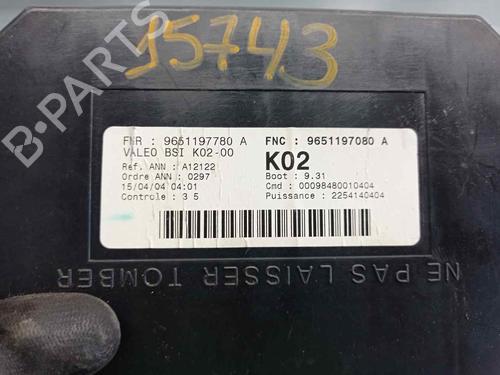 15743
FNR : 9651197780 A
FNC : 9651197080 A
VALEO BSI K02-00
K02
Ref. ANN : A12122
Ordre ANN : 0297
Boot : 9.31
15/04/04 04:01
Cmd : 00098480010404
Controle : 3 5
Puissance : 2254140404
NE PAS LAISSER TOMBER
B-PARTS